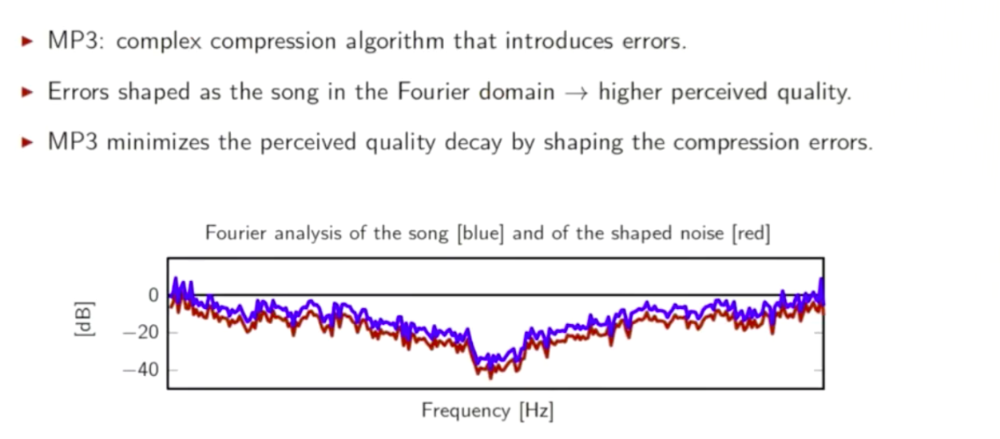 ► MP3: complex compression algorithm that introduces errors.
► Errors shaped as the song in the Fourier domain → higher perceived quality.
► MP3 minimizes the perceived quality decay by shaping the compression errors.
Fourier analysis of the song [blue] and of the shaped noise [red]
[dB]
0
−20
−40
Frequency [Hz]